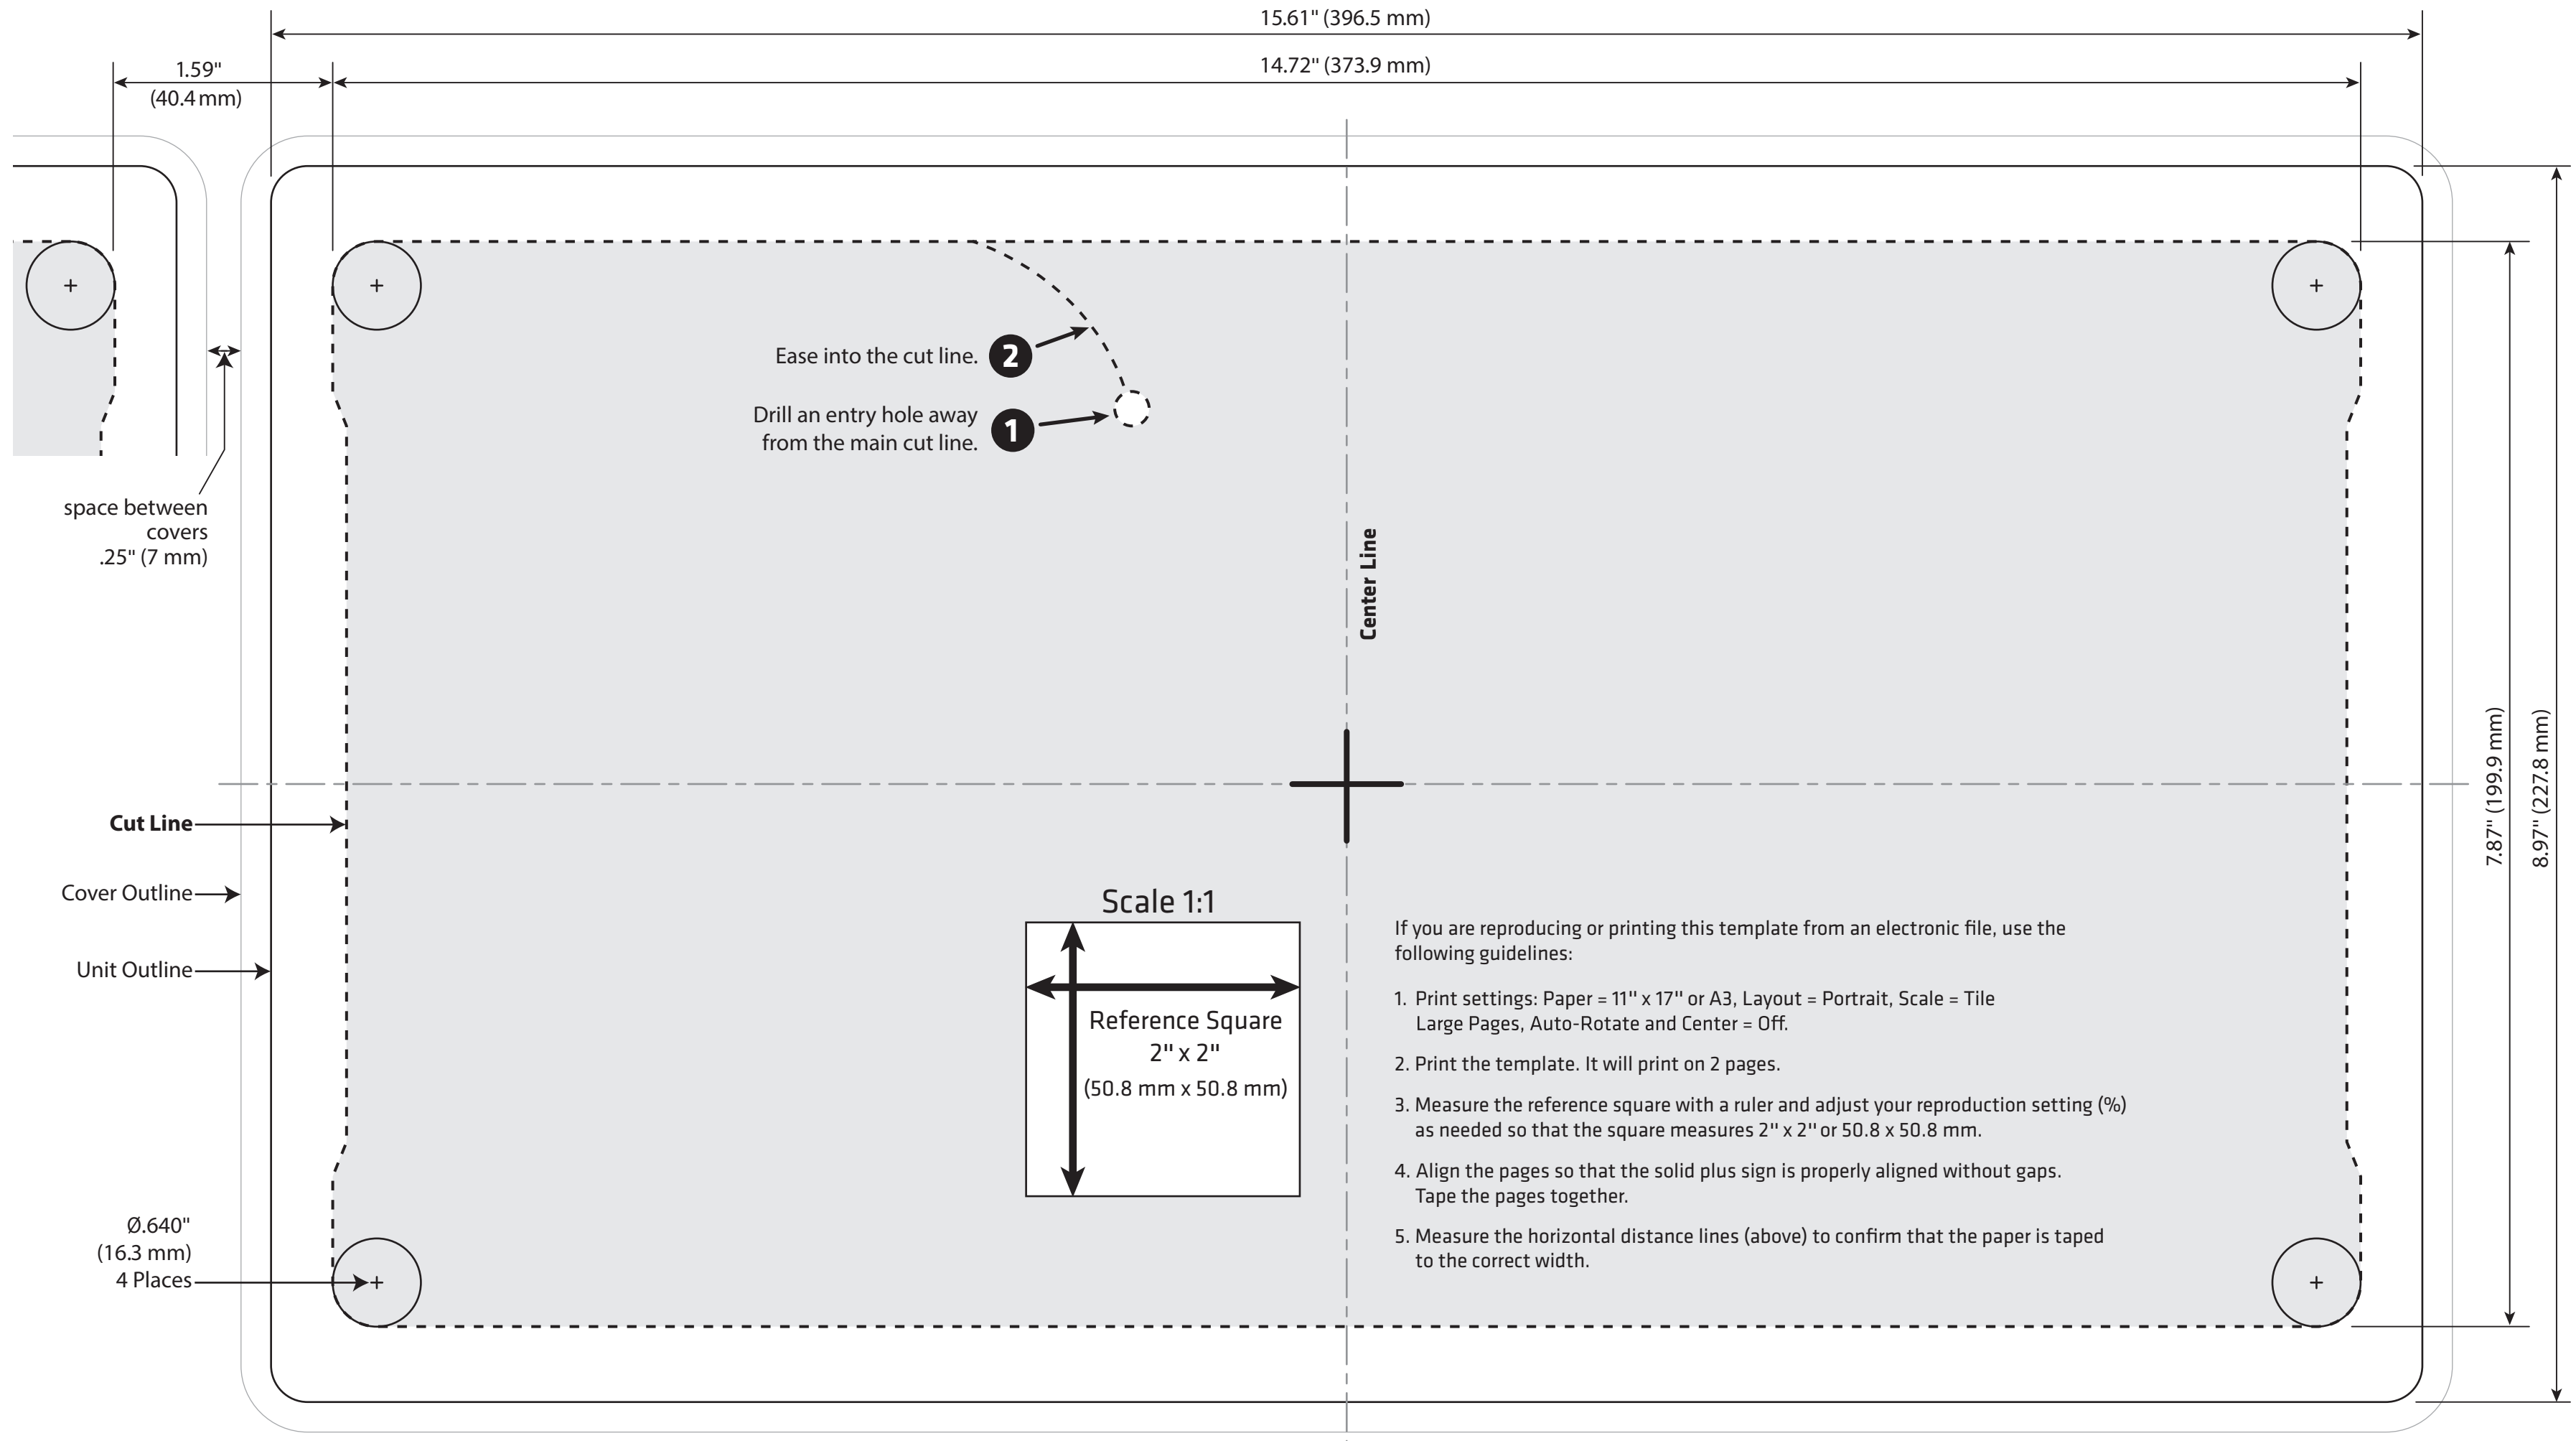 15.61" (396.5 mm)
14.72" (373.9 mm)
1.59"
(40.4 mm)
Ease into the cut line.
2
Drill an entry hole away
from the main cut line.
1
space between
covers
.25" (7 mm)
Center Line
7.87" (199.9 mm)
8.97" (227.8 mm)
Cut Line
Cover Outline
Unit Outline
Scale 1:1
Reference Square
2" x 2"
(50.8 mm x 50.8 mm)
If you are reproducing or printing this template from an electronic file, use the
following guidelines:
1. Print settings: Paper = 11" x 17" or A3, Layout = Portrait, Scale = Tile
Large Pages, Auto-Rotate and Center = Off.
2. Print the template. It will print on 2 pages.
3. Measure the reference square with a ruler and adjust your reproduction setting (%)
as needed so that the square measures 2" x 2" or 50.8 x 50.8 mm.
4. Align the pages so that the solid plus sign is properly aligned without gaps.
Tape the pages together.
5. Measure the horizontal distance lines (above) to confirm that the paper is taped
to the correct width.
Ø.640"
(16.3 mm)
4 Places